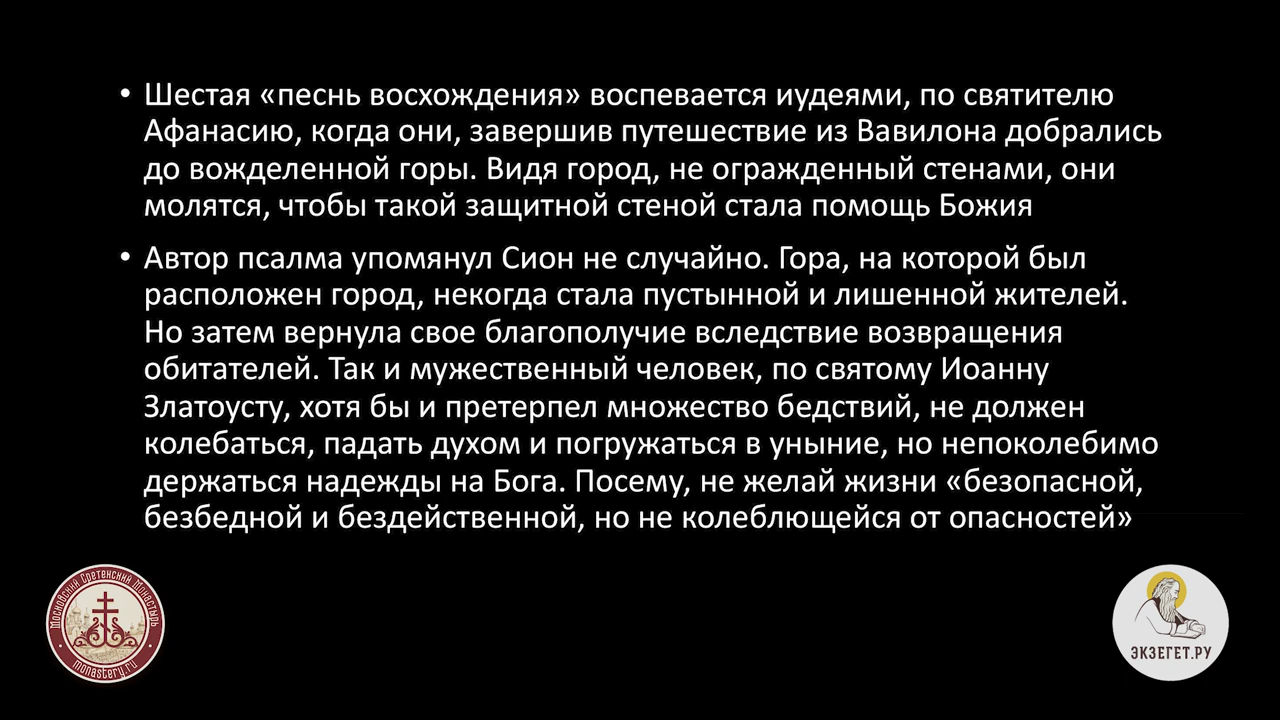 • Шестая «песнь восхождения» воспевается иудеями, по святителю
Афанасию, когда они, завершив путешествие из Вавилона добрались
до вожделенной горы. Видя город, не огражденный стенами, они
молятся, чтобы такой защитной стеной стала помощь Божия
• Автор псалма упомянул Сион не случайно. Гора, на которой был
расположен город, некогда стала пустынной и лишенной жителей.
Но затем вернула свое благополучие вследствие возвращения
обитателей. Так и мужественный человек, по святому Иоанну
Златоусту, хотя бы и претерпел множество бедствий, не должен
колебаться, падать духом и погружаться в уныние, но непоколебимо
держаться надежды на Бога. Посему, не желай жизни «безопасной,
безбедной и бездейственной, но не колеблющейся от опасностей»
Московский Сретенский Монастырь
monastery.ru
ЭКЗЕГЕТ.РУ